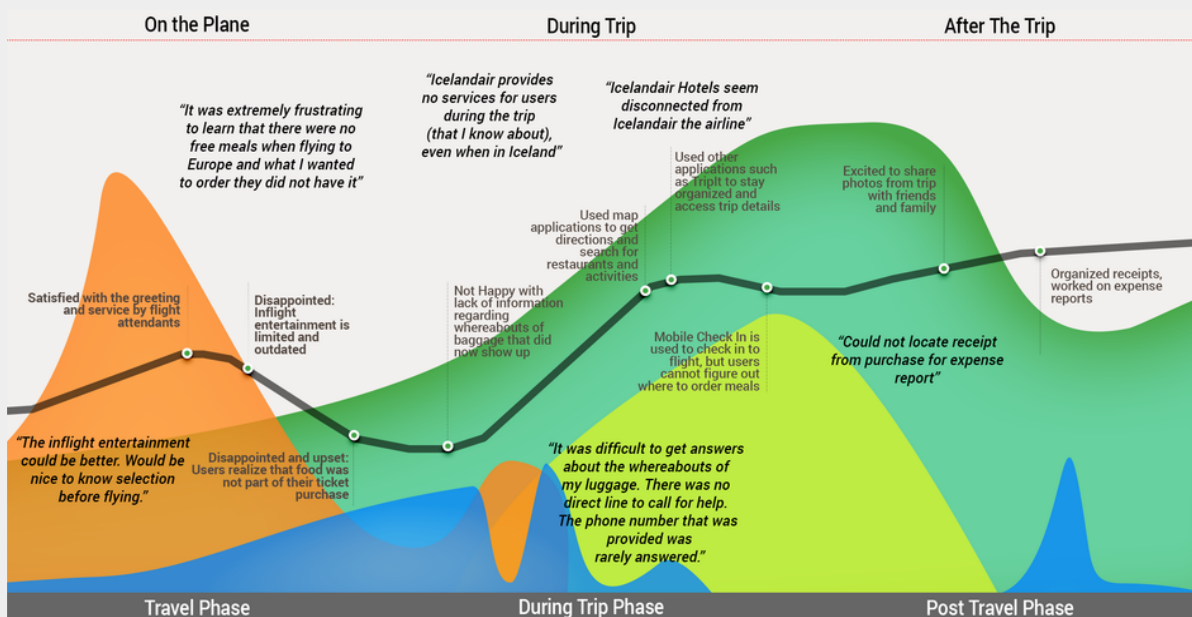 On the Plane
During Trip
After The Trip
“It was extremely frustrating
to learn that there were no
free meals when flying to
Europe and what I wanted
to order they did not have it”
“Icelandair provides
no services for users
during the trip
(that I know about),
even when in Iceland”
“Icelandair Hotels seem
disconnected from
Icelandair the airline”
Satisfied with the greeting
and service by flight
attendants
Disappointed:
Inflight
entertainment is
limited and
outdated
Not Happy with
lack of information
regarding
whereabouts of
baggage that did
now show up
Used map
applications to get
directions and
search for
restaurants and
activities
Used other
applications such
as TripIt to stay
organized and
access trip details
Excited to share
photos from trip
with friends
and family
Organized receipts,
worked on expense
reports
Mobile Check In is
used to check in to
flight, but users
cannot figure out
where to order meals
“Could not locate receipt
from purchase for expense
report”
“The inflight entertainment
could be better. Would be
nice to know selection
before flying.”
Disappointed and upset:
Users realize that food was
not part of their ticket
purchase
“It was difficult to get answers
about the whereabouts of
my luggage. There was no
direct line to call for help.
The phone number that was
provided was
rarely answered.”
Travel Phase
During Trip Phase
Post Travel Phase